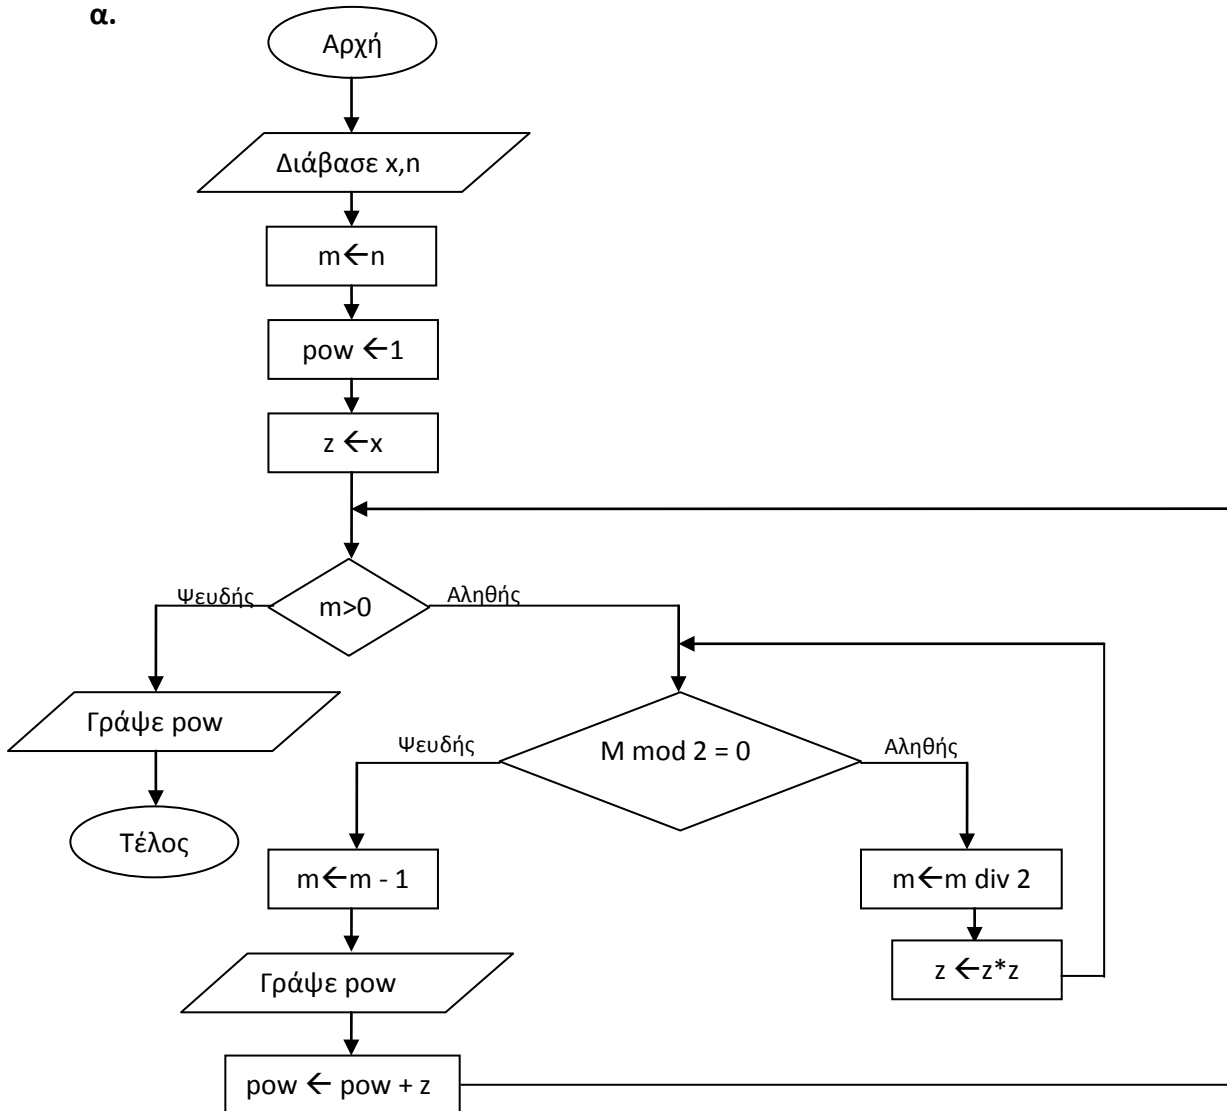 α.
Αρχή
Διάβασε x,n
m←n
pow ←1
z ←x
Ψευδής
m>0
Αληθής
Γράψε pow
Ψευδής
M mod 2 = 0
Αληθής
Τέλος
m←m - 1
m←m div 2
Γράψε pow
z ←z*z
pow ← pow + z